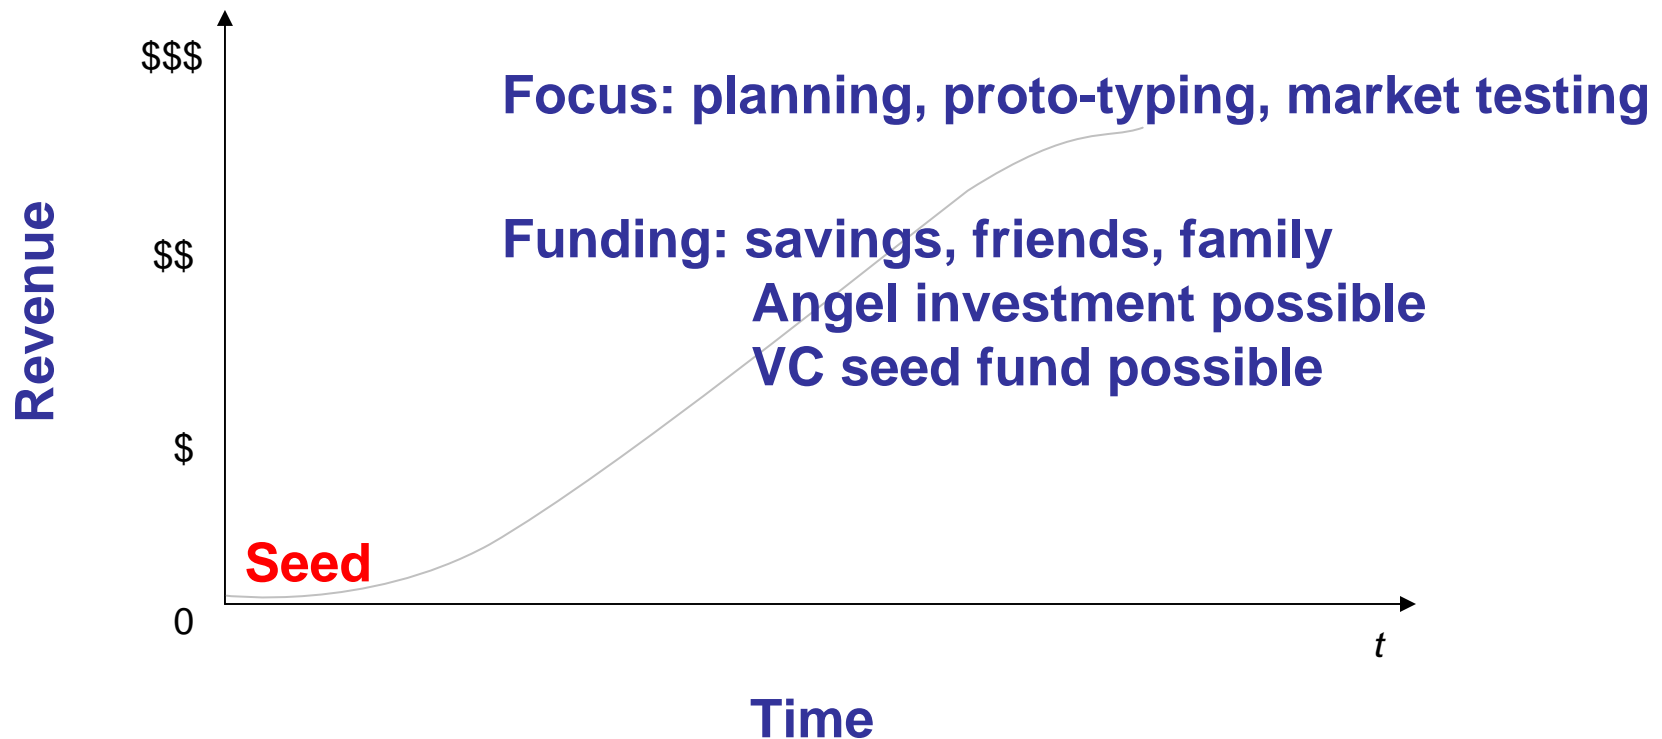 $$$
Focus: planning, proto-typing, market testing
Revenue
$$
Funding: savings, friends, family
Angel investment possible
VC seed fund possible
$
Seed
0
t
Time